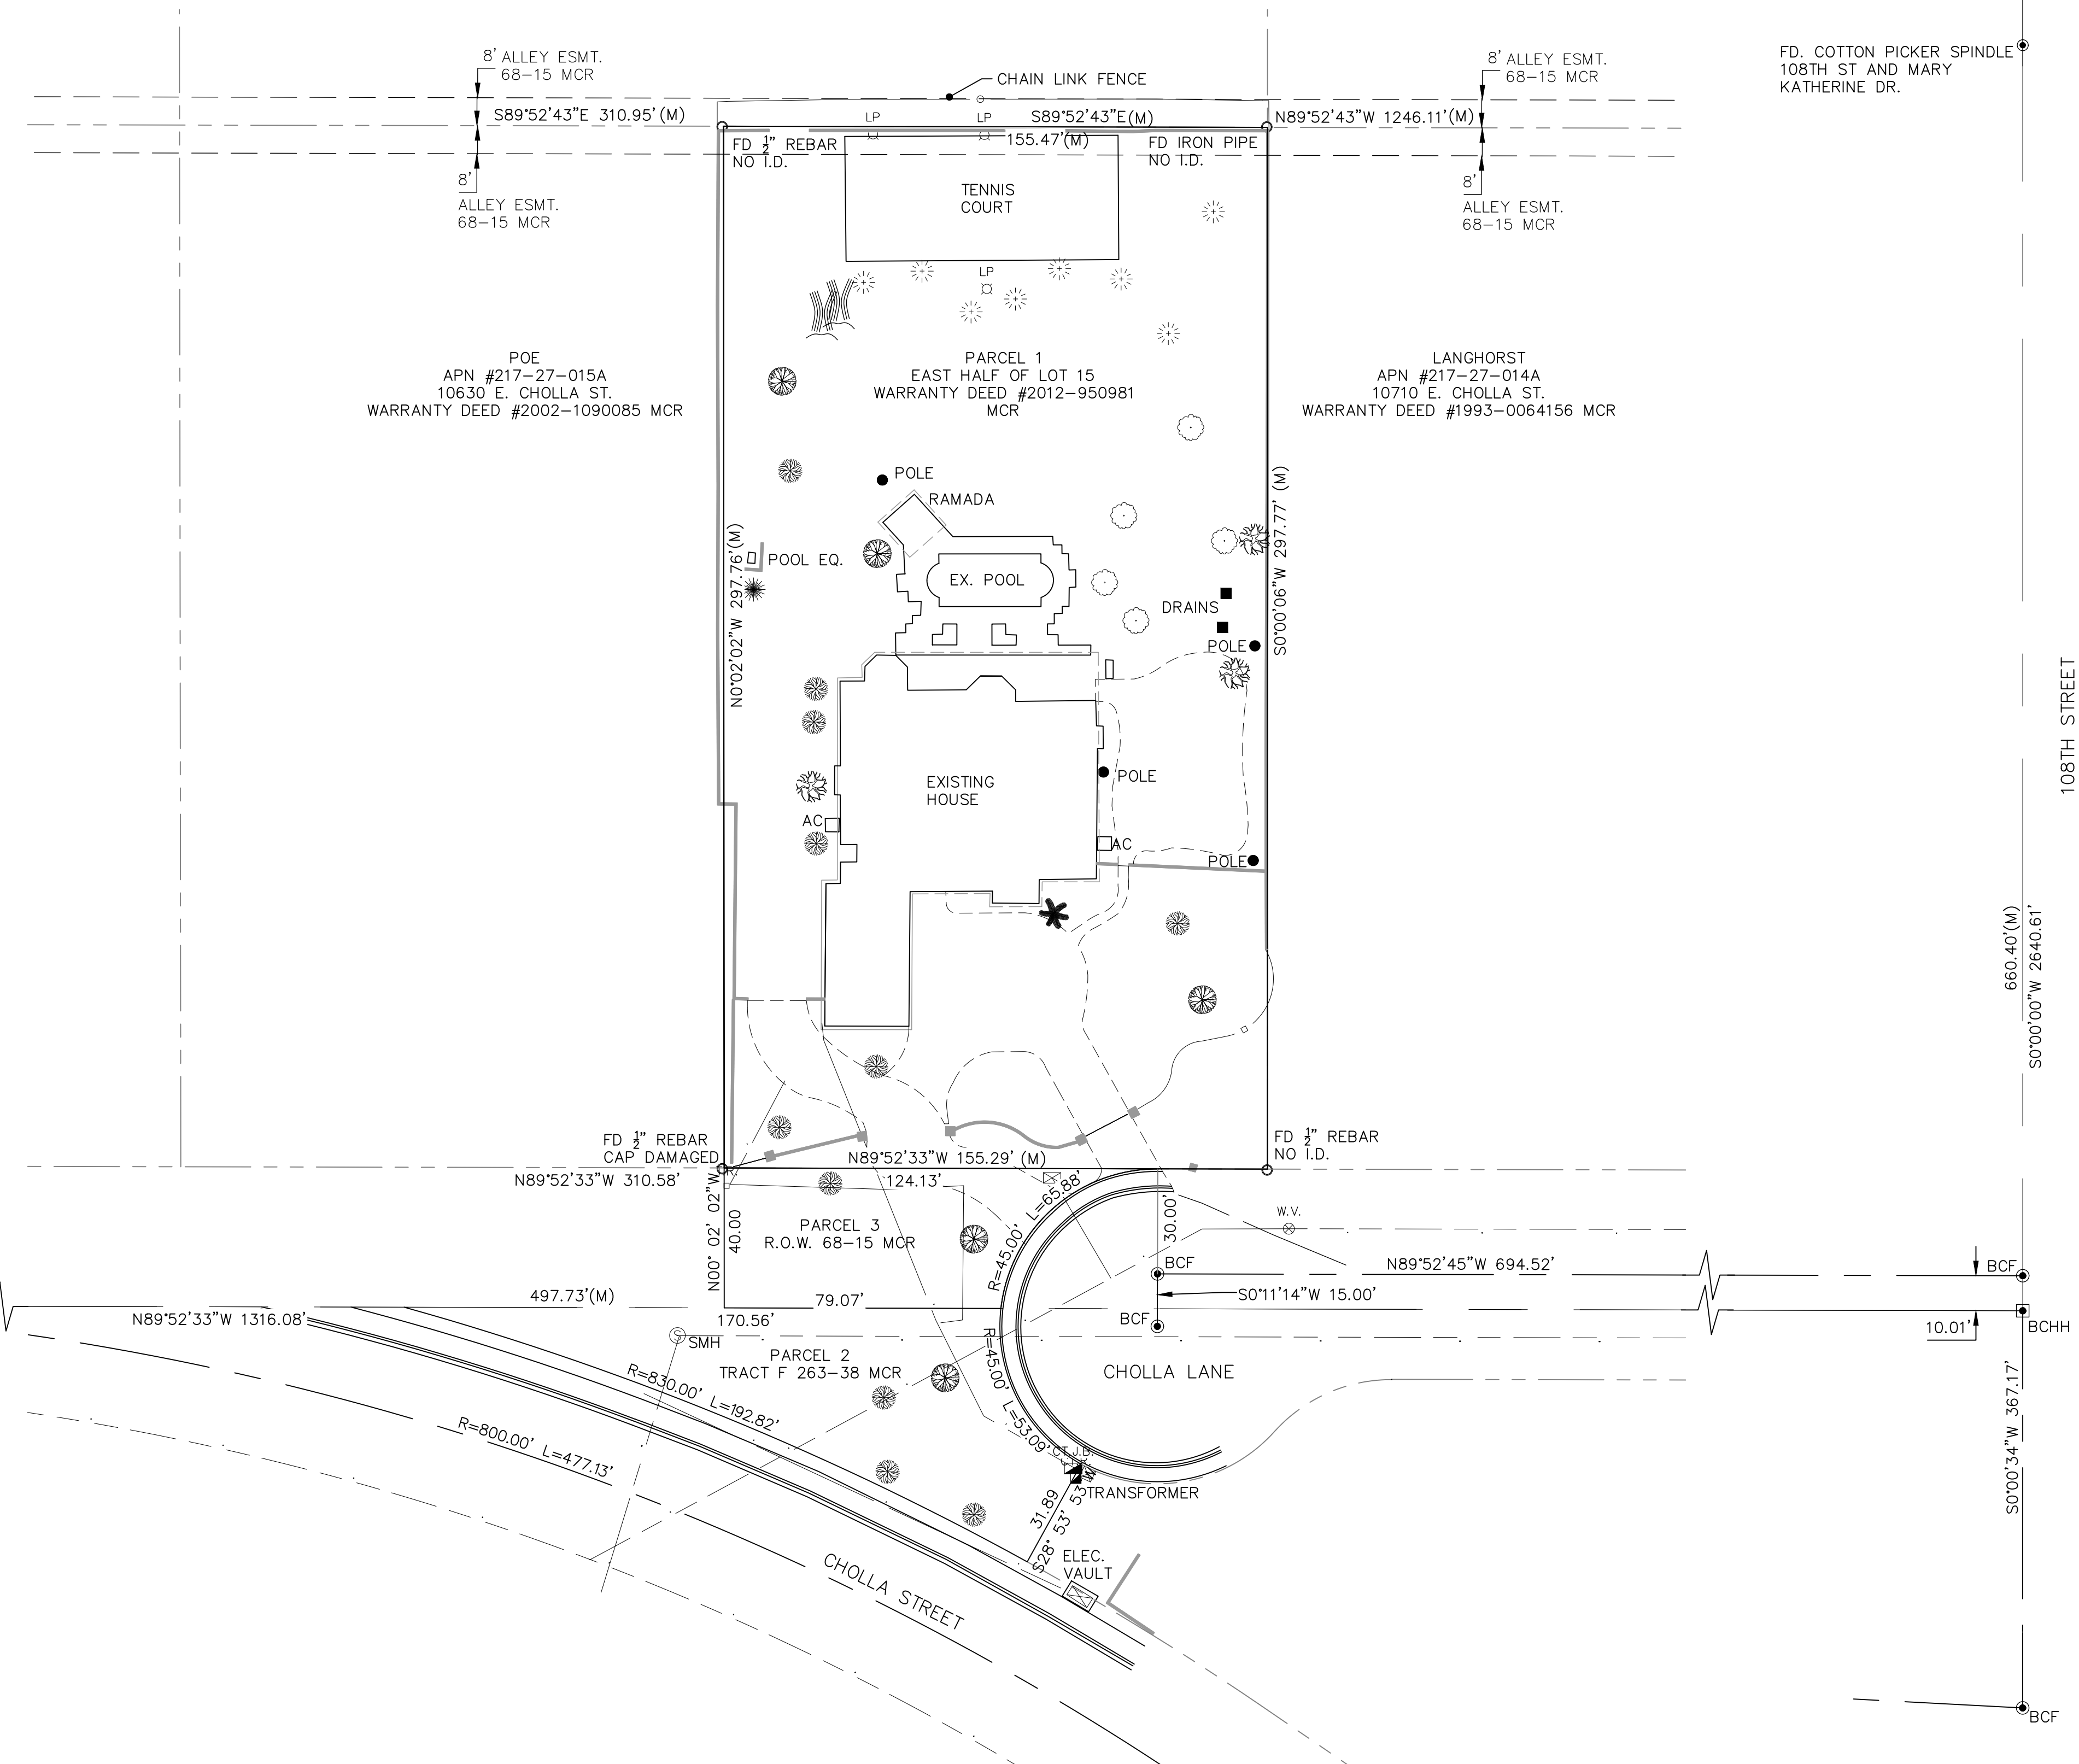 8' ALLEY ESMT.
68-15 MCR
CHAIN LINK FENCE
8' ALLEY ESMT.
68-15 MCR
FD. COTTON PICKER SPINDLE
108TH ST AND MARY
KATHERINE DR.
S89°52'43"E 310.95'(M)
LP
LP
S89°52'43"E(M)
N89°52'43"W 1246.11'(M)
155.47'(M)
FD 1/2" REBAR
NO I.D.
FD IRON PIPE
NO I.D.
8'
ALLEY ESMT.
68-15 MCR
TENNIS
COURT
8'
ALLEY ESMT.
68-15 MCR
LP
POE
APN #217-27-015A
10630 E. CHOLLA ST.
WARRANTY DEED #2002-1090085 MCR
PARCEL 1
EAST HALF OF LOT 15
WARRANTY DEED #2012-950981
MCR
LANGHORST
APN #217-27-014A
10710 E. CHOLLA ST.
WARRANTY DEED #1993-0064156 MCR
POLE
RAMADA
N0°02'02"W 297.76'(M)
POOL EQ.
EX. POOL
S0°00'06"W 297.77' (M)
DRAINS
POLE
108TH STREET
EXISTING
HOUSE
POLE
AC
AC
POLE
660.40'(M)
S0°00'00"W 2640.61'
FD 1/2" REBAR
CAP DAMAGED
FD 1/2" REBAR
NO I.D.
N89°52'33"W 155.29' (M)
N89°52'33"W 310.58'
124.13'
R=45.00' L=65.88'
N00° 02' 02"W
40.00
PARCEL 3
R.O.W. 68-15 MCR
30.00'
W.V.
BCF
N89°52'45"W 694.52'
BCF
S0°11'14"W 15.00'
497.73'(M)
79.07'
N89°52'33"W 1316.08'
170.56'
BCF
10.01'
BCHH
SMH
PARCEL 2
TRACT F 263-38 MCR
CHOLLA LANE
R=830.00' L=192.82'
R=45.00' L=53.09'
R=800.00' L=477.13'
S0°00'34"W 367.17'
TRANSFORMER
31.89
S28° 53' 53"W
ELEC.
VAULT
CHOLLA STREET
BCF